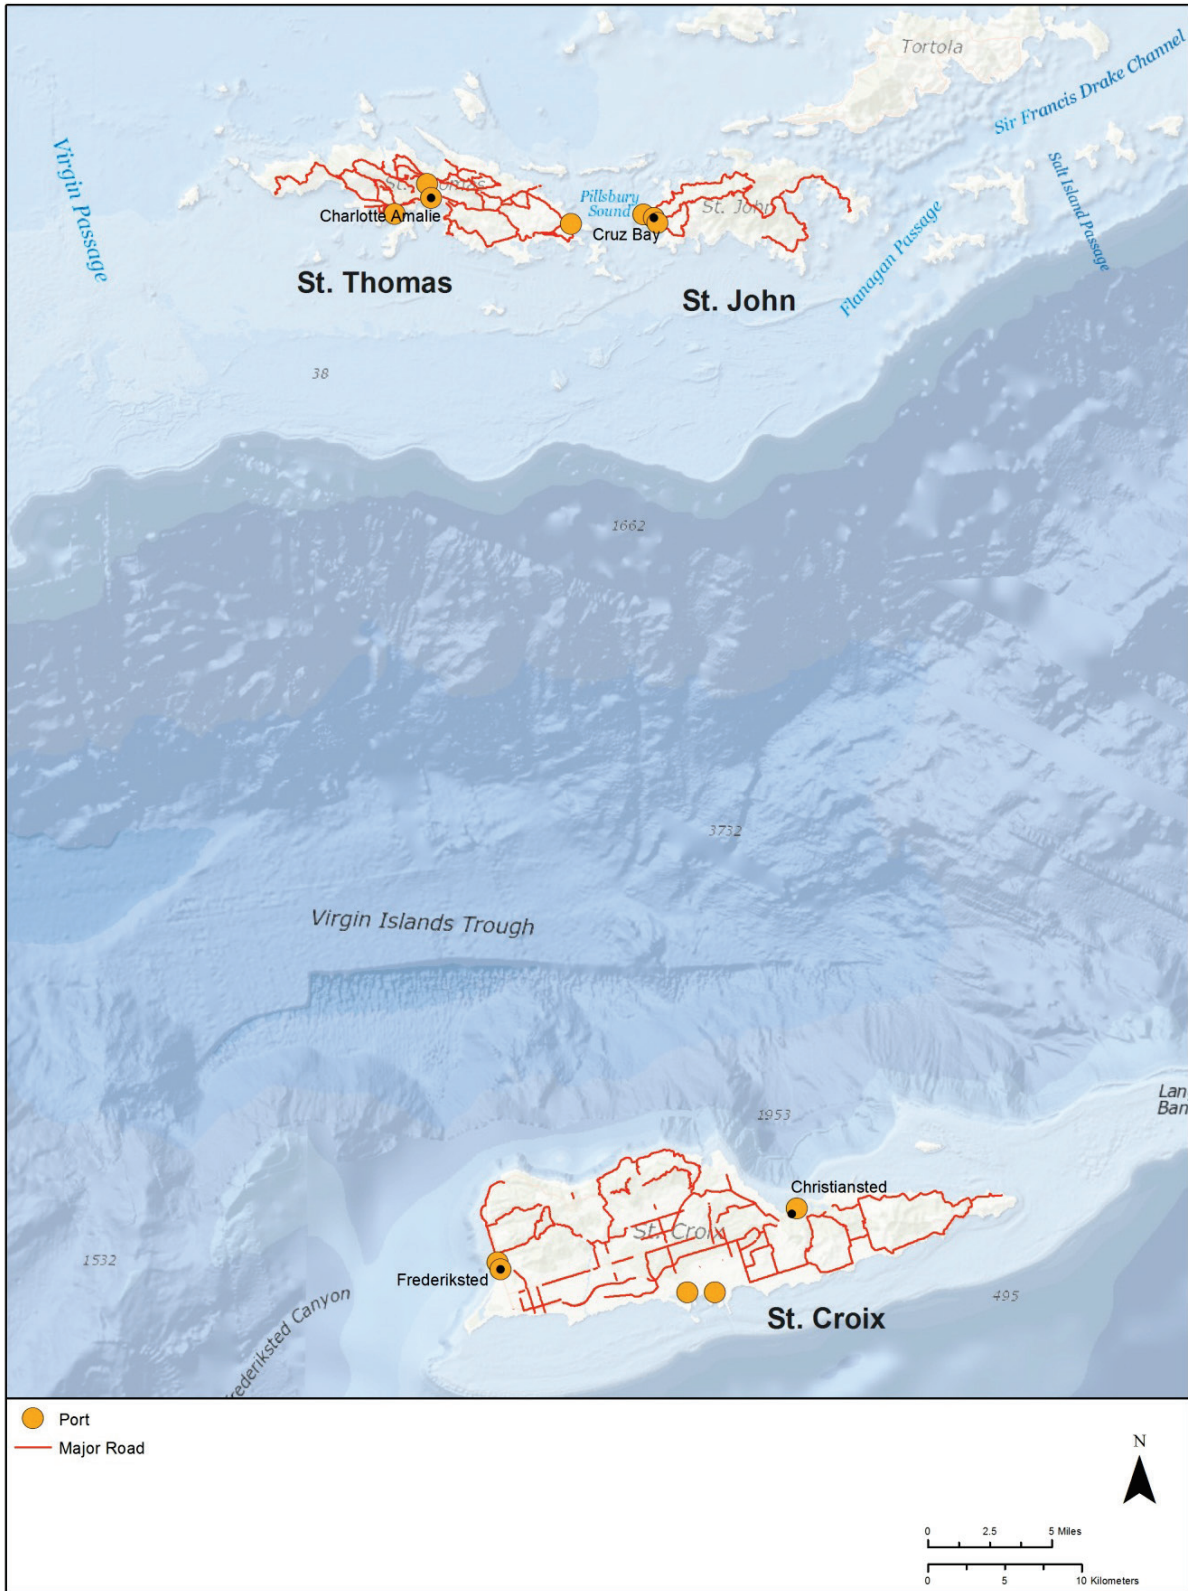 Tortola
Sir Francis Drake Channel
Virgin Passage
Salt Island Passage
St. Thomas
Pillsbury
Sound
St. John
Charlotte Amalie
Cruz Bay
Flanagan Passage
St. Thomas
St. John
38
1662
3732
Virgin Islands Trough
1953
Lan
Ban
Christiansted
St. Croix
1532
Frederiksted
495
St. Croix
rederiksted Canyon
Port
Major Road
N
0 2.5 5 Miles
0 5 10 Kilometers